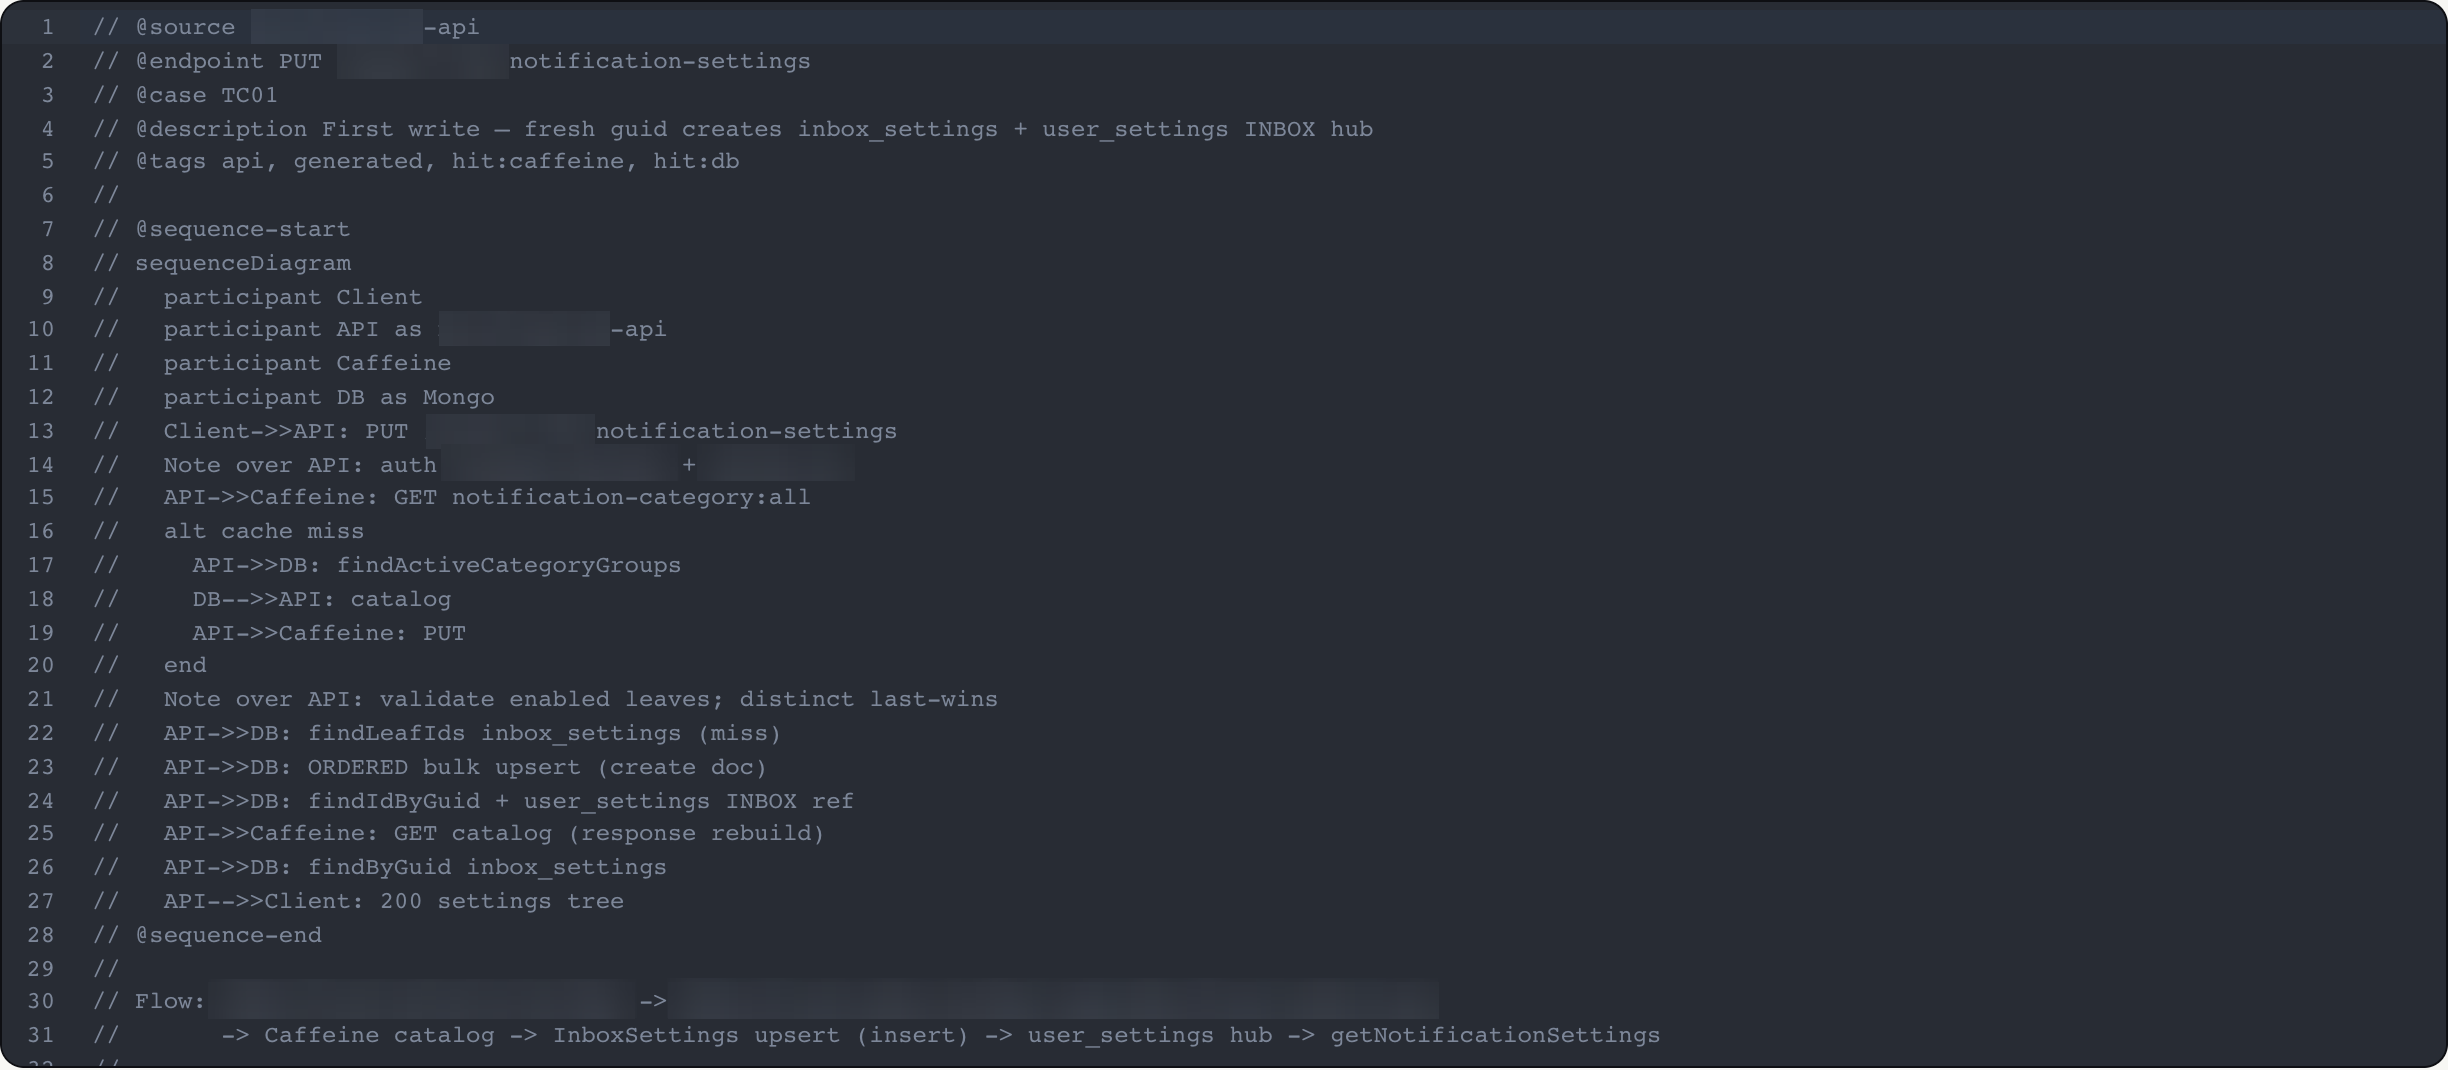 1 // @source -api
2 // @endpoint PUT notification-settings
3 // @case TC01
4 // @description First write — fresh guid creates inbox_settings + user_settings INBOX hub
5 // @tags api, generated, hit:caffeine, hit:db
6 //
7 // @sequence-start
8 // sequenceDiagram
9 //   participant Client
10 //   participant API as -api
11 //   participant Caffeine
12 //   participant DB as Mongo
13 //   Client->>API: PUT notification-settings
14 //   Note over API: auth +
15 //   API->>Caffeine: GET notification-category:all
16 //   alt cache miss
17 //     API->>DB: findActiveCategoryGroups
18 //     DB-->>API: catalog
19 //     API->>Caffeine: PUT
20 //   end
21 //   Note over API: validate enabled leaves; distinct last-wins
22 //   API->>DB: findLeafIds inbox_settings (miss)
23 //   API->>DB: ORDERED bulk upsert (create doc)
24 //   API->>DB: findIdByGuid + user_settings INBOX ref
25 //   API->>Caffeine: GET catalog (response rebuild)
26 //   API->>DB: findByGuid inbox_settings
27 //   API-->>Client: 200 settings tree
28 // @sequence-end
29 //
30 // Flow: ->
31 //       -> Caffeine catalog -> InboxSettings upsert (insert) -> user_settings hub -> getNotificationSettings